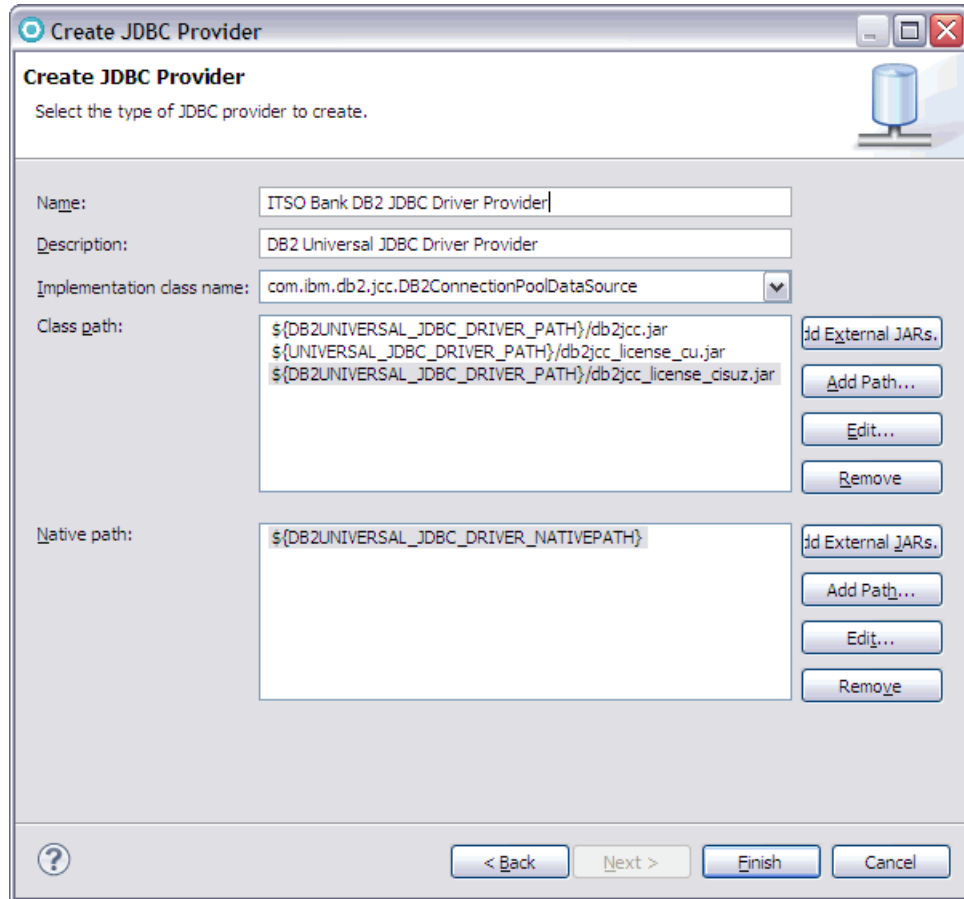 Create JDBC Provider
Create JDBC Provider
Select the type of JDBC provider to create.
Name: ITSO Bank DB2 JDBC Driver Provider
Description: DB2 Universal JDBC Driver Provider
Implementation class name: com.ibm.db2.jcc.DB2ConnectionPoolDataSource
Class path:
${DB2UNIVERSAL_JDBC_DRIVER_PATH}/db2jcc.jar
${UNIVERSAL_JDBC_DRIVER_PATH}/db2jcc_license_cu.jar
${DB2UNIVERSAL_JDBC_DRIVER_PATH}/db2jcc_license_cisuz.jar
dd External JARs.
Add Path...
Edit...
Remove
Native path:
${DB2UNIVERSAL_JDBC_DRIVER_NATIVEPATH}
dd External JARs.
Add Path...
Edit...
Remove
? < Back Next > Finish Cancel